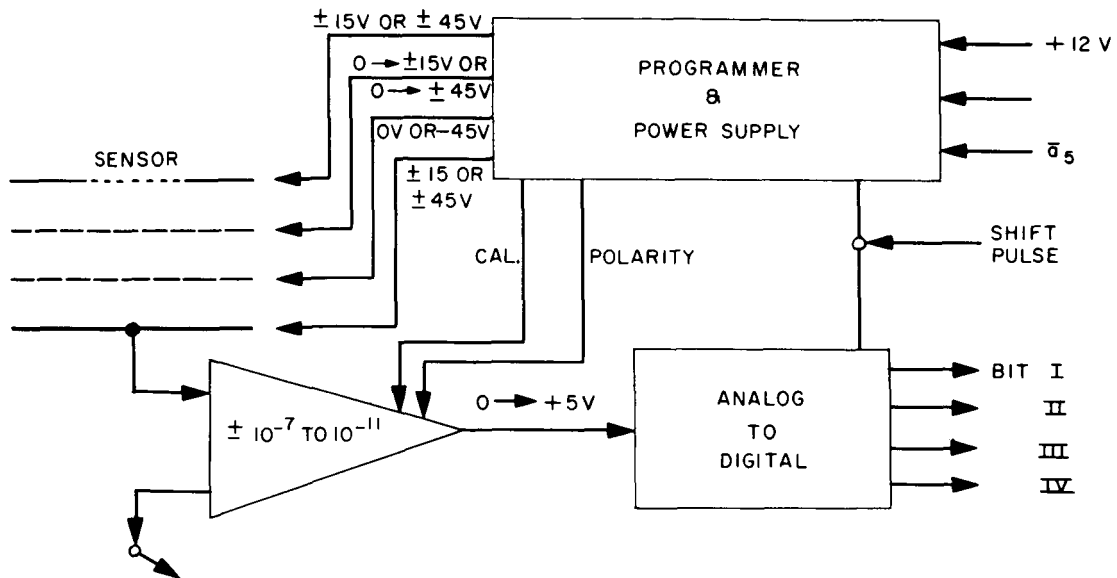 ± 15V OR ± 45V
0 → ±15V OR
0 → ± 45V
0V OR-45V
± 15 OR
± 45V
SENSOR
PROGRAMMER
&
POWER SUPPLY
+12 V
ā₅
CAL.
POLARITY
SHIFT
PULSE
± 10⁻⁷ TO 10⁻¹¹
0 → +5V
ANALOG
TO
DIGITAL
BIT I
II
III
IV